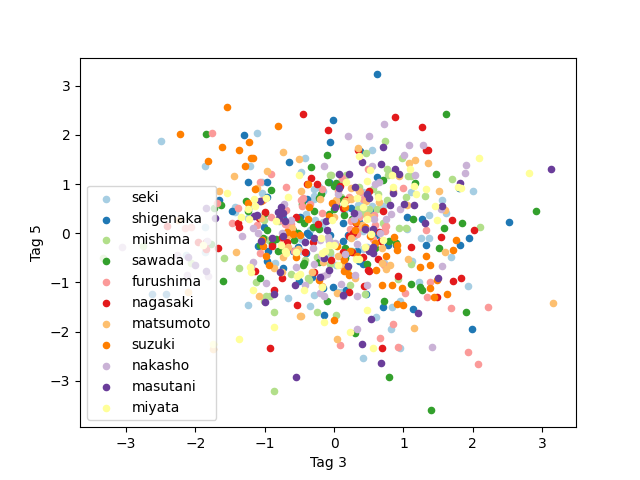 3
2
1
0
−1
−2
−3
Tag 5
seki
shigenaka
mishima
sawada
furushima
nagasaki
matsumoto
suzuki
nakasho
masutani
miyata
−3 −2 −1 0 1 2 3
Tag 3